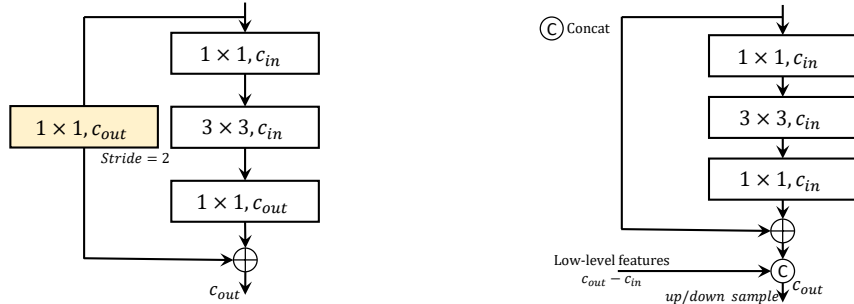 1 × 1, c_in
3 × 3, c_in
1 × 1, c_out
Stride = 2
1 × 1, c_out
c_out
C Concat
1 × 1, c_in
3 × 3, c_in
1 × 1, c_in
Low-level features
c_out − c_in
C
c_out
up/down sample